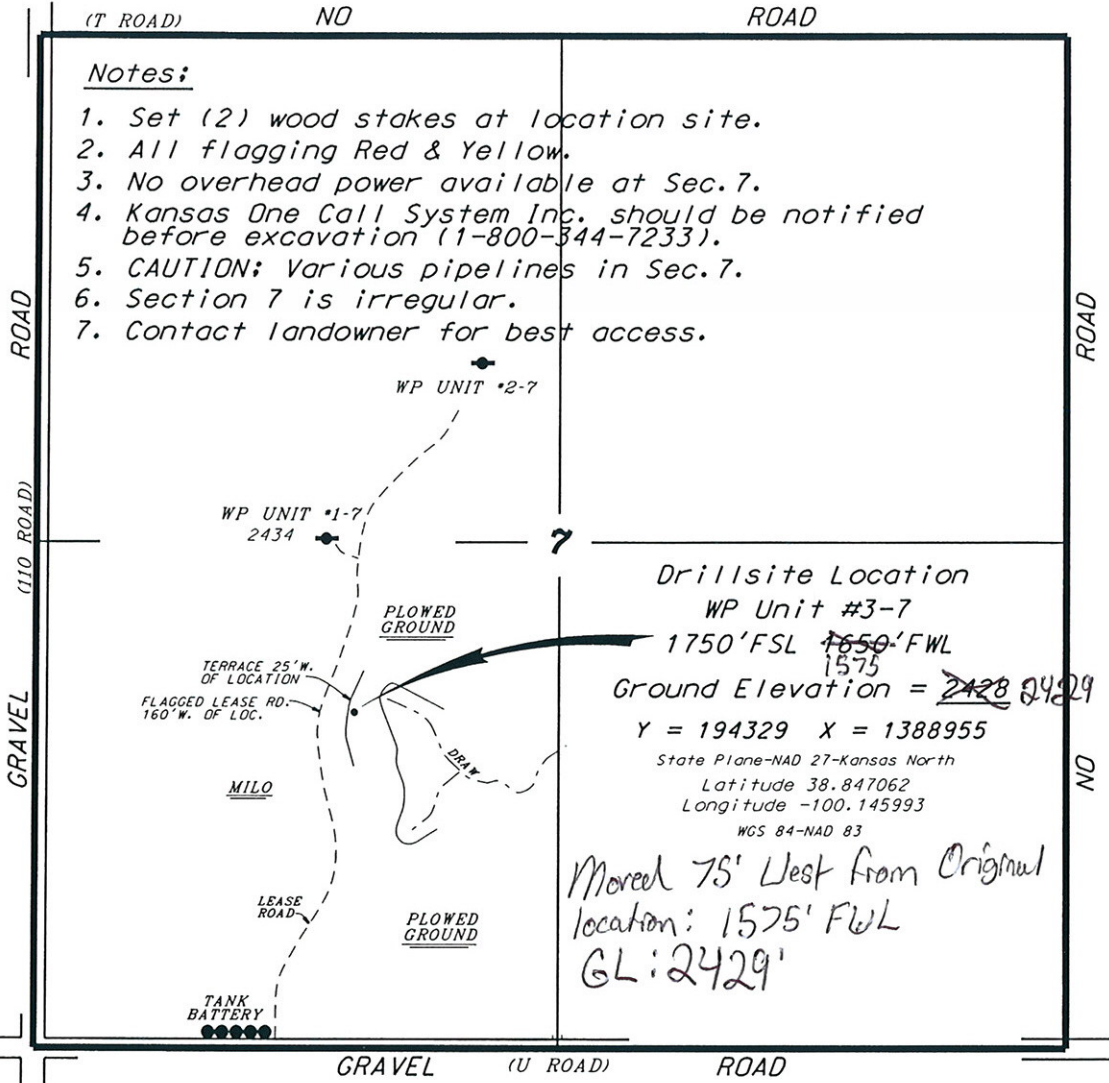 (T ROAD) NO ROAD
Notes:
1. Set (2) wood stakes at location site.
2. All flagging Red & Yellow.
3. No overhead power available at Sec.7.
4. Kansas One Call System Inc. should be notified
before excavation (1-800-344-7233).
5. CAUTION: Various pipelines in Sec.7.
6. Section 7 is irregular.
7. Contact landowner for best access.
ROAD
ROAD
WP UNIT •2-7
(110 ROAD)
WP UNIT •1-7
2434
7
Drillsite Location
WP Unit #3-7
1750'FSL 1650'FWL
1575
Ground Elevation = 2428 2429
Y = 194329 X = 1388955
State Plane-NAD 27-Kansas North
Latitude 38.847062
Longitude -100.145993
WGS 84-NAD 83
PLOWED
GROUND
TERRACE 25'W.
OF LOCATION
FLAGGED LEASE RD.
160'W. OF LOC.
GRAVEL
NO
DRAW
MILO
Moved 75' West from Original
location: 1575' FWL
GL: 2429'
LEASE
ROAD
PLOWED
GROUND
TANK
BATTERY
GRAVEL (U ROAD) ROAD